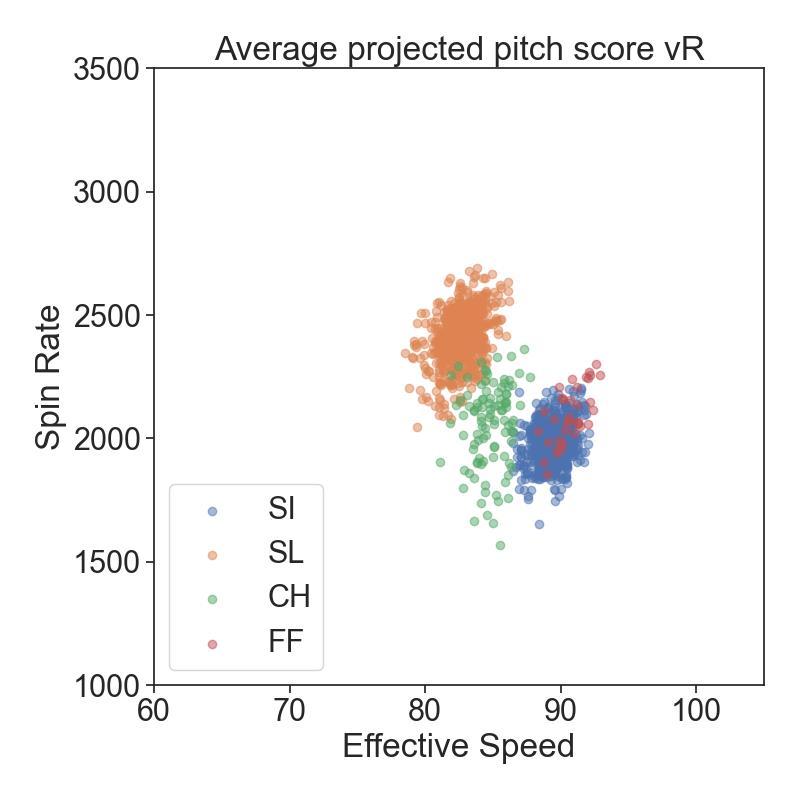 Average projected pitch score vR
3500
3000
2500
2000
1500
1000
Spin Rate
SI
SL
CH
FF
60 70 80 90 100
Effective Speed